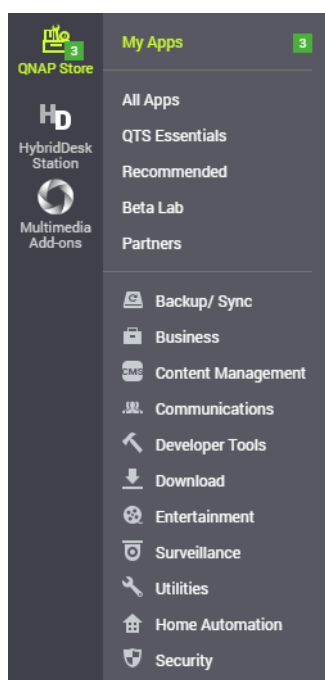 3
QNAP Store
HD
HybridDesk
Station
Multimedia
Add-ons
My Apps 3
All Apps
QTS Essentials
Recommended
Beta Lab
Partners
Backup/ Sync
Business
CMS Content Management
Communications
Developer Tools
Download
Entertainment
Surveillance
Utilities
Home Automation
Security